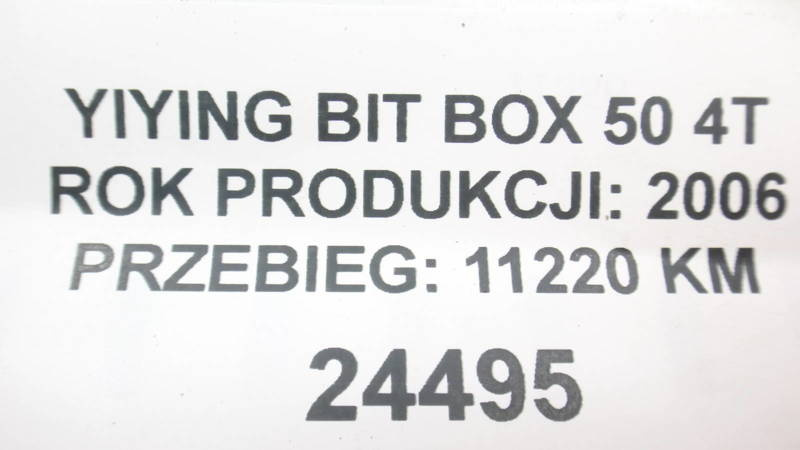 YIYING BIT BOX 50 4T
ROK PRODUKCJI: 2006
PRZEBIEG: 11220 KM
24495